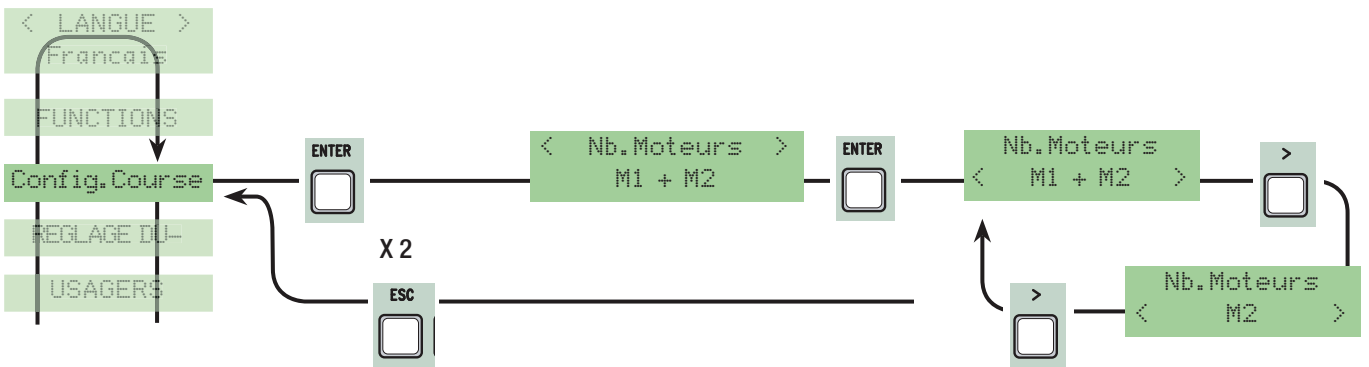 < LANGUE >
Francais
FUNCTIONS
Config.Course
REGLAGE DU-
USAGERS
ENTER
< Nb.Moteurs >
M1 + M2
ENTER
Nb.Moteurs
< M1 + M2 >
>
Nb.Moteurs
< M2 >
>
X 2
ESC